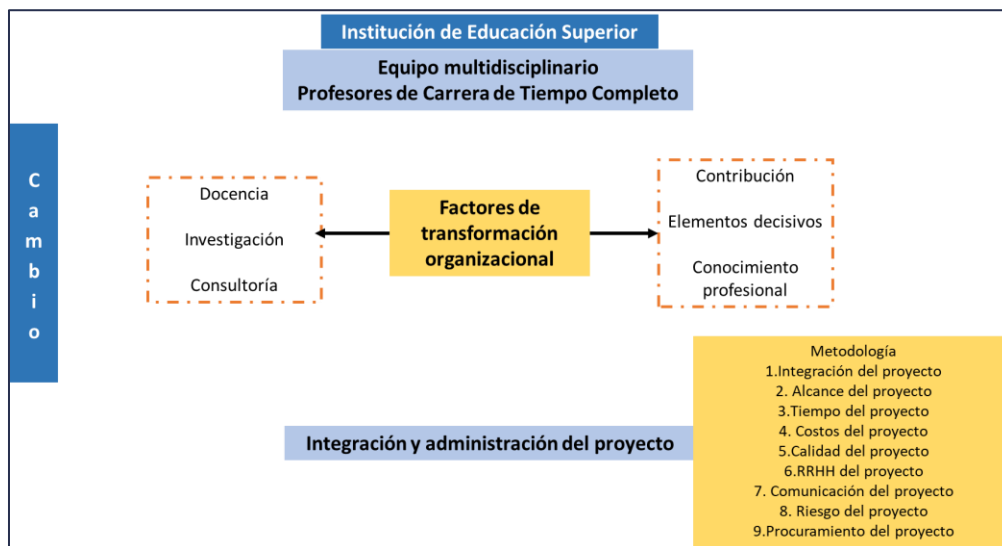 Institución de Educación Superior
Equipo multidisciplinario
Profesores de Carrera de Tiempo Completo
Cambio
Docencia
Investigación
Consultoría
Factores de
transformación
organizacional
Contribución
Elementos decisivos
Conocimiento
profesional
Integración y administración del proyecto
Metodología
1.Integración del proyecto
2. Alcance del proyecto
3.Tiempo del proyecto
4. Costos del proyecto
5.Calidad del proyecto
6.RRHH del proyecto
7. Comunicación del proyecto
8. Riesgo del proyecto
9.Procuramiento del proyecto